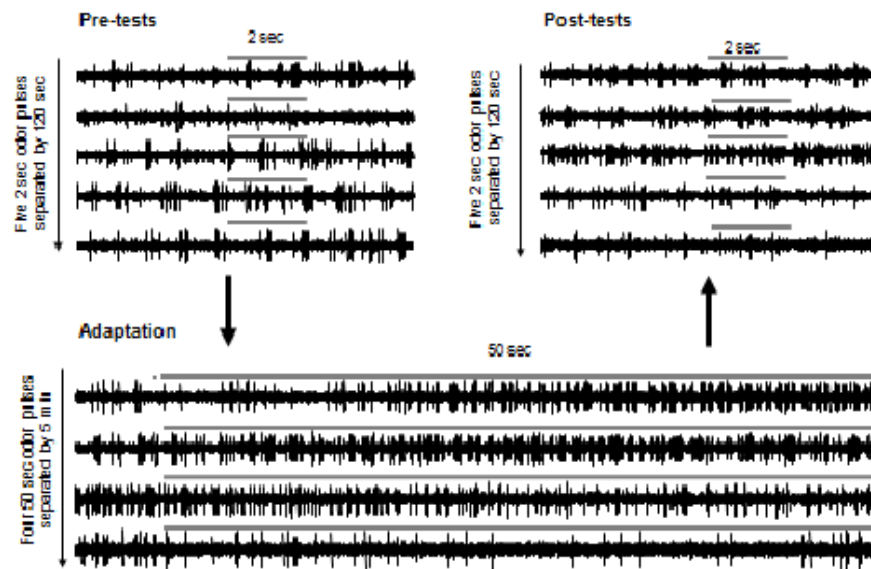 Pre-tests
2 sec
Five 2 sec odor pulses
separated by 120 sec
Post-tests
2 sec
Five 2 sec odor pulses
separated by 120 sec
Adaptation
50 sec
Four 50 sec odor pulses
separated by 5 min